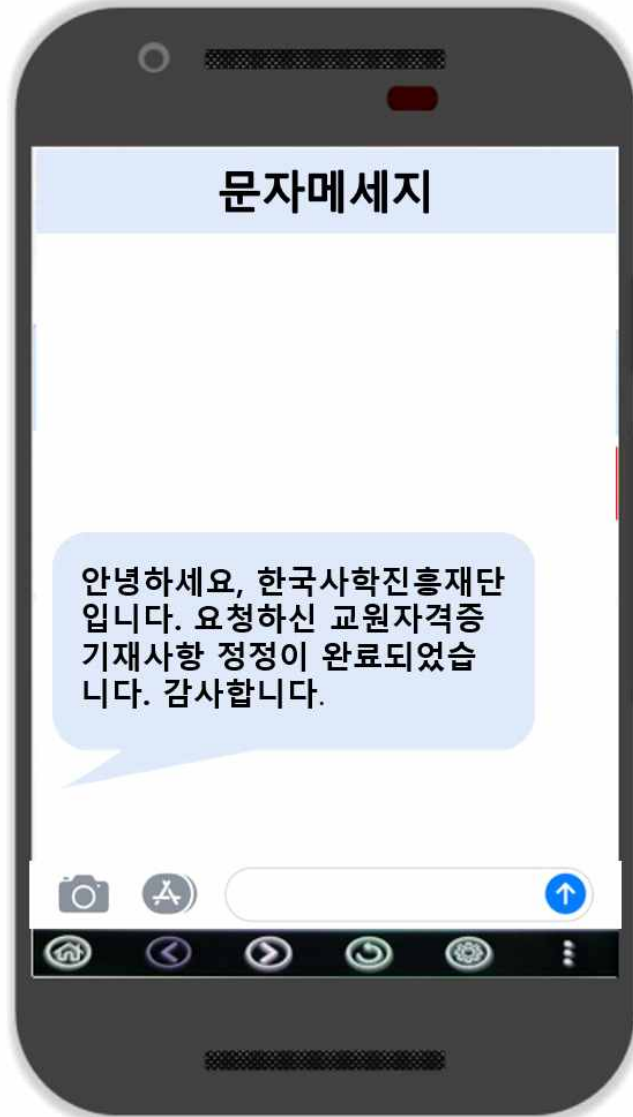 문자메세지
안녕하세요, 한국사학진흥재단
입니다. 요청하신 교원자격증
기재사항 정정이 완료되었습
니다. 감사합니다.